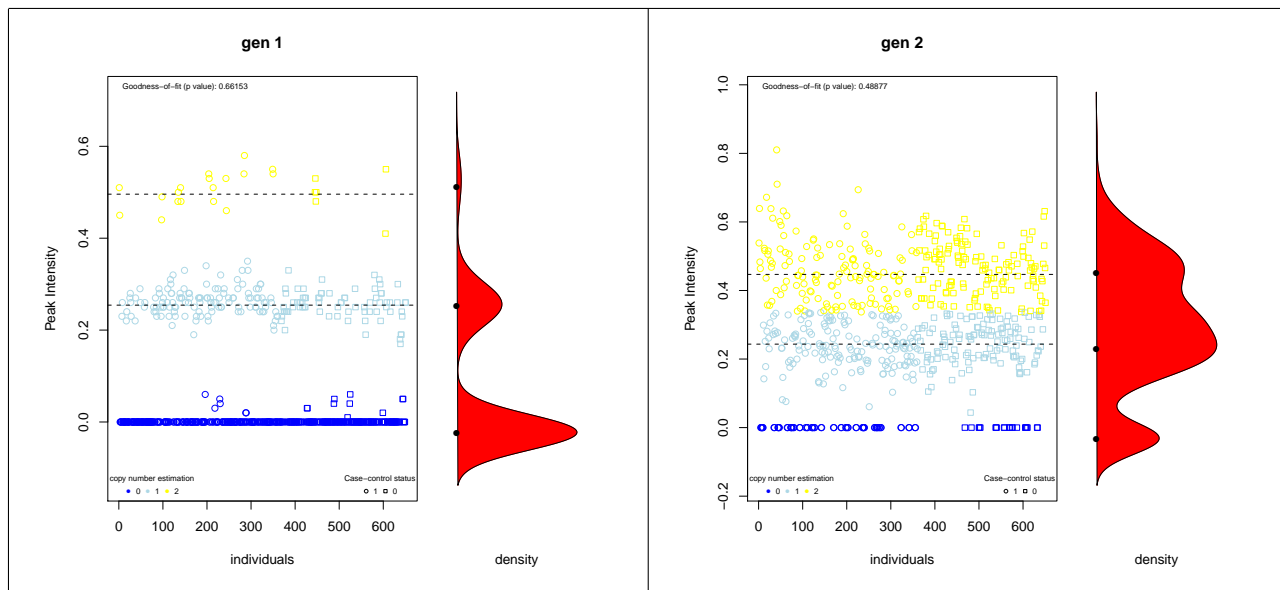 gen 1
Goodness−of−fit (p value): 0.66153
Peak Intensity
0.6
0.4
0.2
0.0
copy number estimation
0 1 2
Case−control status
1 0
0 100 200 300 400 500 600
individuals
density
gen 2
Goodness−of−fit (p value): 0.48877
Peak Intensity
1.0
0.8
0.6
0.4
0.2
0.0
−0.2
copy number estimation
0 1 2
Case−control status
1 0
0 100 200 300 400 500 600
individuals
density